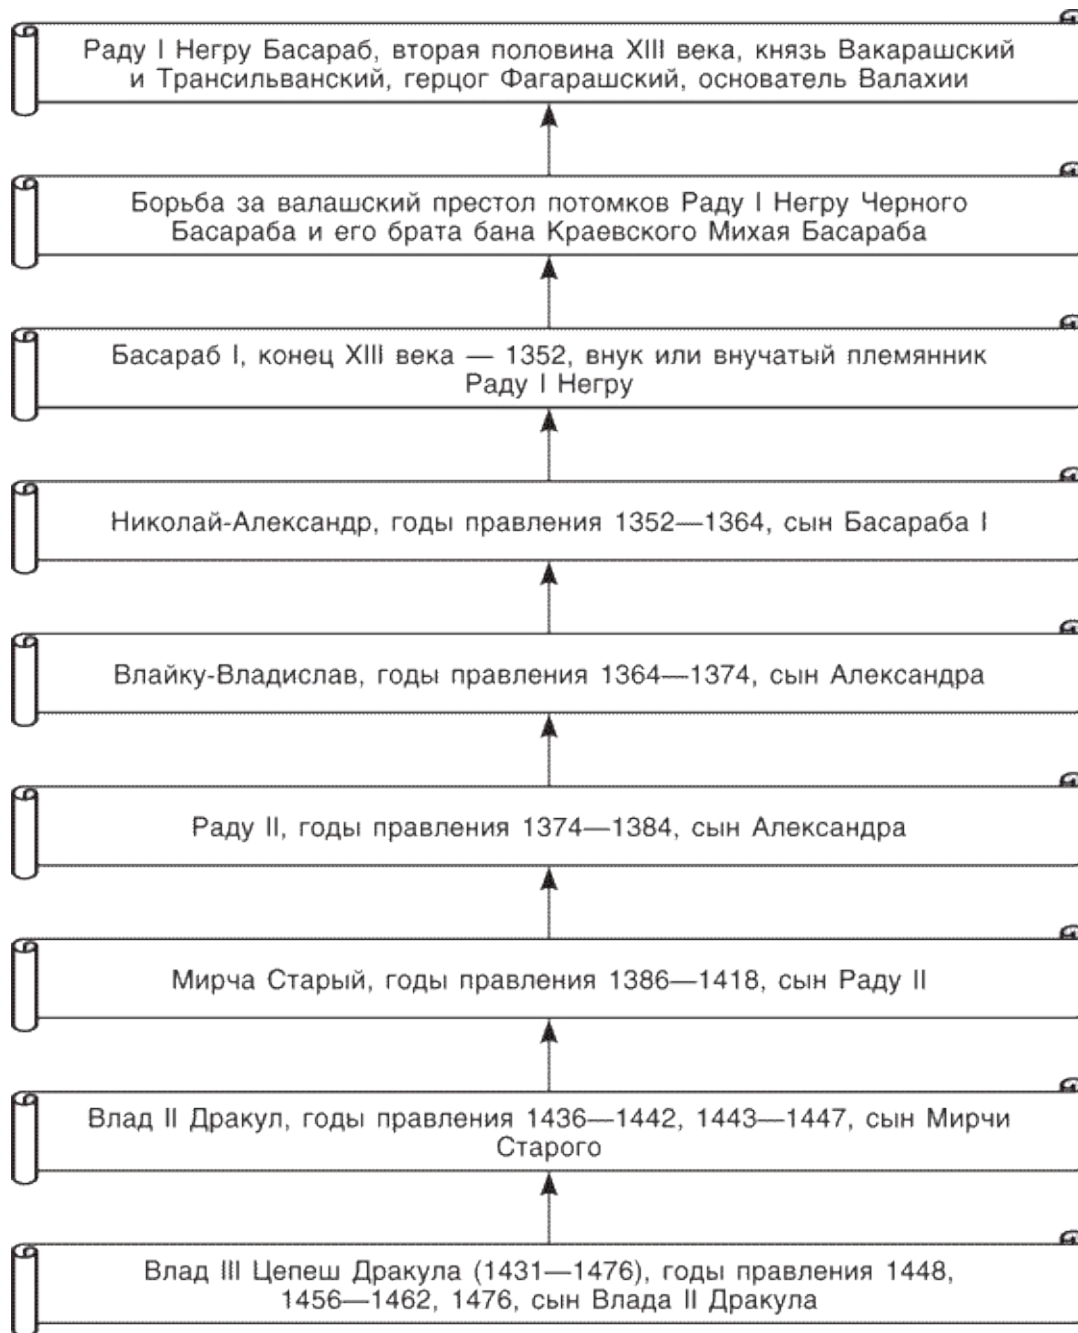 Раду I Негру Басараб, вторая половина XIII века, князь Вакарашский
и Трансильванский, герцог Фагарашский, основатель Валахии
Борьба за валашский престол потомков Раду I Негру Черного
Басараба и его брата бана Краевского Михая Басараба
Басараб I, конец XIII века — 1352, внук или внучатый племянник
Раду I Негру
Николай-Александр, годы правления 1352—1364, сын Басараба I
Влайку-Владислав, годы правления 1364—1374, сын Александра
Раду II, годы правления 1374—1384, сын Александра
Мирча Старый, годы правления 1386—1418, сын Раду II
Влад II Дракул, годы правления 1436—1442, 1443—1447, сын Мирчи
Старого
Влад III Цепеш Дракула (1431—1476), годы правления 1448,
1456—1462, 1476, сын Влада II Дракула